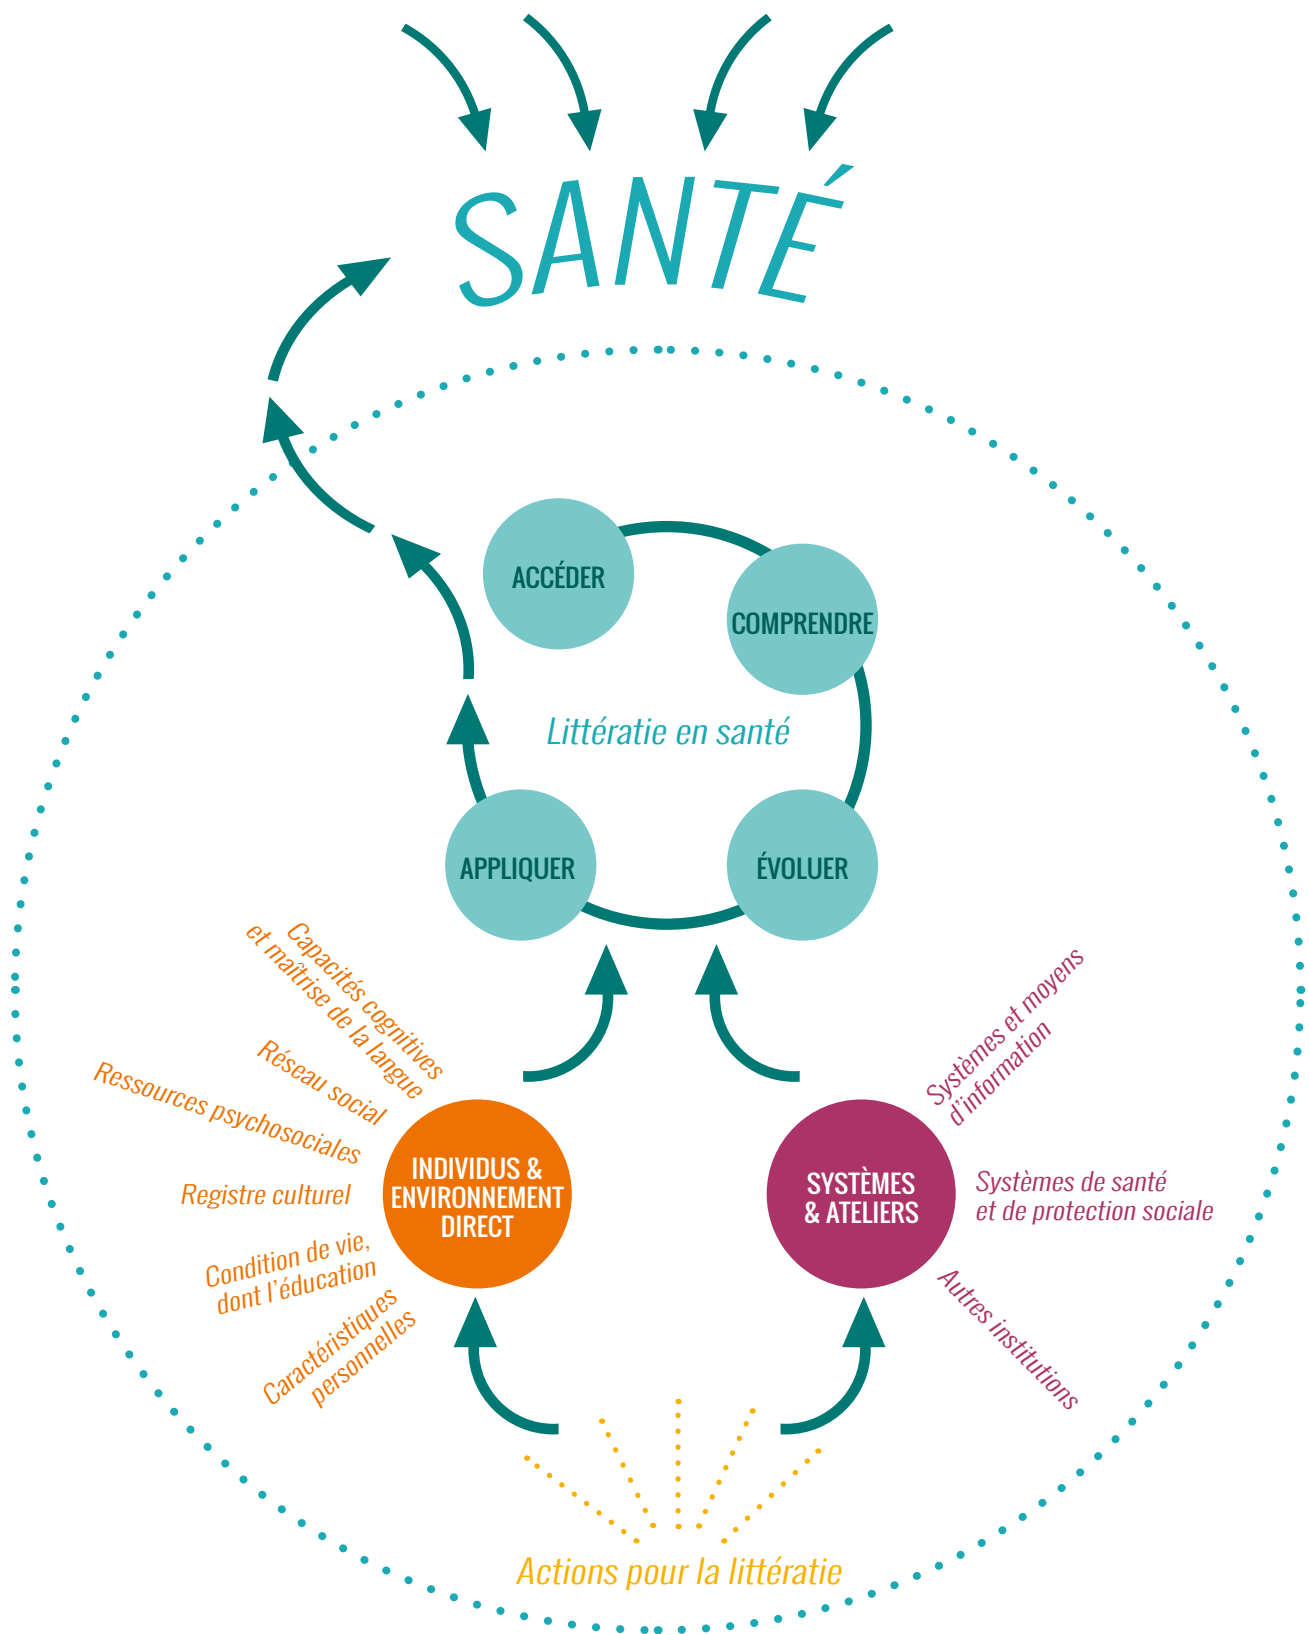 SANTÉ
ACCÉDER
COMPRENDRE
Littératie en santé
APPLIQUER
ÉVOLUER
Capacités cognitives
et maîtrise de la langue
Réseau social
Ressources psychosociales
Registre culturel
Condition de vie,
dont l'éducation
Caractéristiques
personnelles
INDIVIDUS &
ENVIRONNEMENT
DIRECT
SYSTÈMES
& ATELIERS
Systèmes et moyens
d'information
Systèmes de santé
et de protection sociale
Autres institutions
Actions pour la littératie